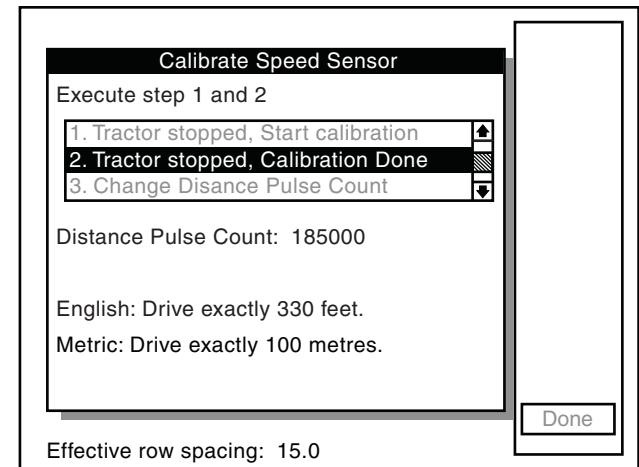 Calibrate Speed Sensor
Execute step 1 and 2
1. Tractor stopped, Start calibration
2. Tractor stopped, Calibration Done
3. Change Disance Pulse Count
Distance Pulse Count: 185000
English: Drive exactly 330 feet.
Metric: Drive exactly 100 metres.
Done
Effective row spacing: 15.0